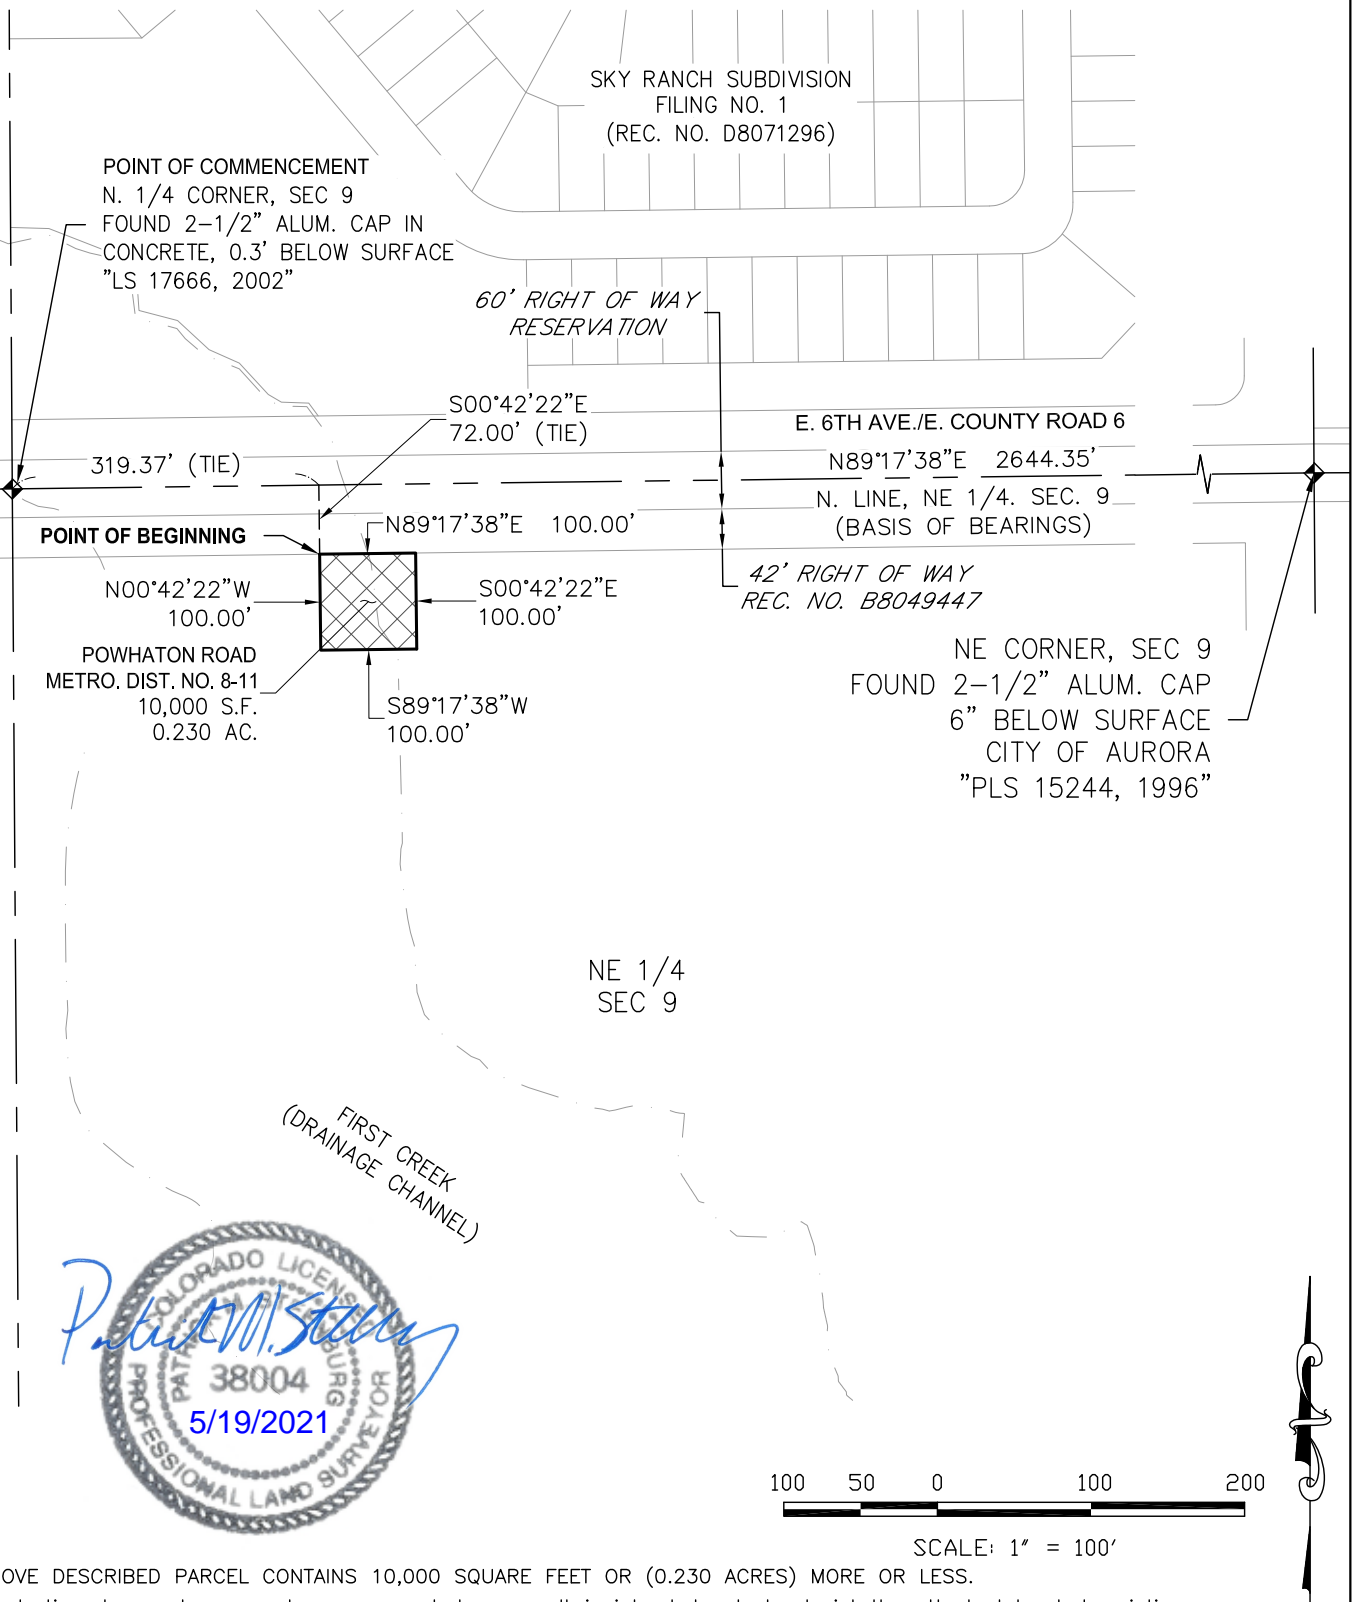 SKY RANCH SUBDIVISION
FILING NO. 1
(REC. NO. D8071296)
POINT OF COMMENCEMENT
N. 1/4 CORNER, SEC 9
FOUND 2-1/2” ALUM. CAP IN
CONCRETE, 0.3' BELOW SURFACE
”LS 17666, 2002”
60' RIGHT OF WAY
RESERVATION
S00°42'22”E
72.00' (TIE)
E. 6TH AVE./E. COUNTY ROAD 6
319.37' (TIE)
N89°17'38”E 2644.35'
N. LINE, NE 1/4. SEC. 9
(BASIS OF BEARINGS)
POINT OF BEGINNING
N89°17'38”E 100.00'
N00°42'22”W
100.00'
S00°42'22”E
100.00'
42' RIGHT OF WAY
REC. NO. B8049447
POWHATON ROAD
METRO. DIST. NO. 8-11
10,000 S.F.
0.230 AC.
S89°17'38”W
100.00'
NE CORNER, SEC 9
FOUND 2-1/2” ALUM. CAP
6” BELOW SURFACE
CITY OF AURORA
”PLS 15244, 1996”
NE 1/4
SEC 9
FIRST CREEK
(DRAINAGE CHANNEL)
COLORADO LICENSED
PROFESSIONAL LAND SURVEYOR
38004
5/19/2021
100 50 0 100 200
SCALE: 1" = 100'
OVE DESCRIBED PARCEL CONTAINS 10,000 SQUARE FEET OR (0.230 ACRES) MORE OR LESS.